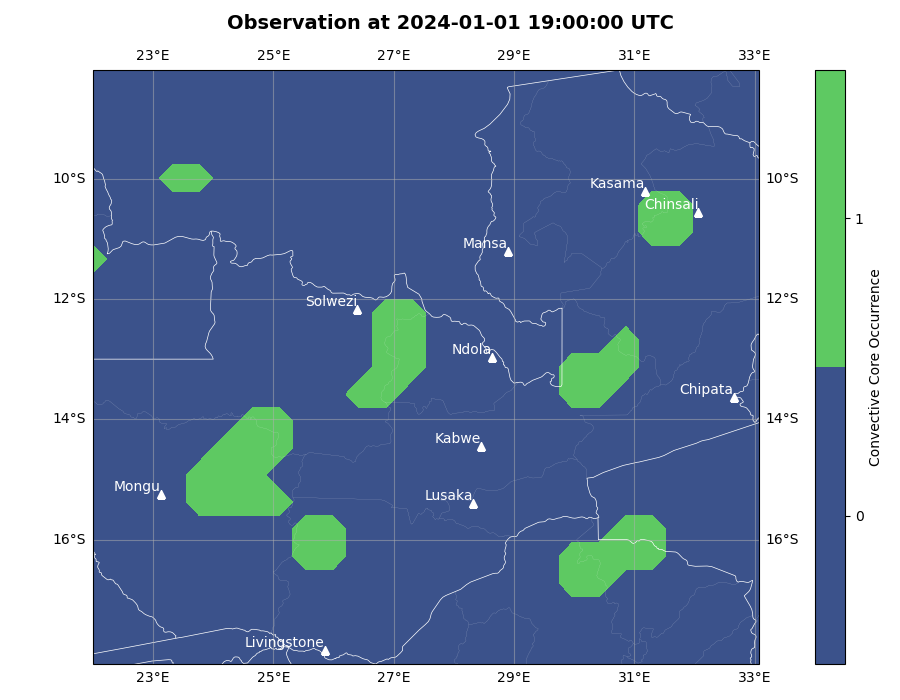 Observation at 2024-01-01 19:00:00 UTC
23°E 25°E 27°E 29°E 31°E 33°E
10°S 10°S
Kasama
Chinsali
Mansa
12°S 12°S
Solwezi
Ndola
Chipata
14°S 14°S
Kabwe
Mongu
Lusaka
16°S 16°S
Livingstone
23°E 25°E 27°E 29°E 31°E 33°E
1
0
Convective Core Occurrence